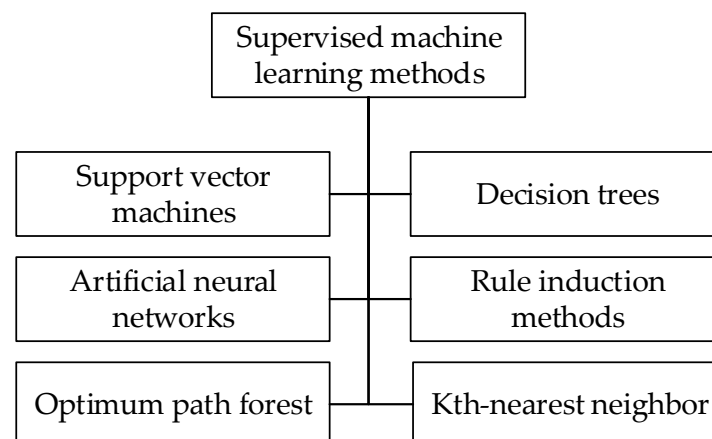 Supervised machine
learning methods
Support vector
machines
Decision trees
Artificial neural
networks
Rule induction
methods
Optimum path forest
Kth-nearest neighbor